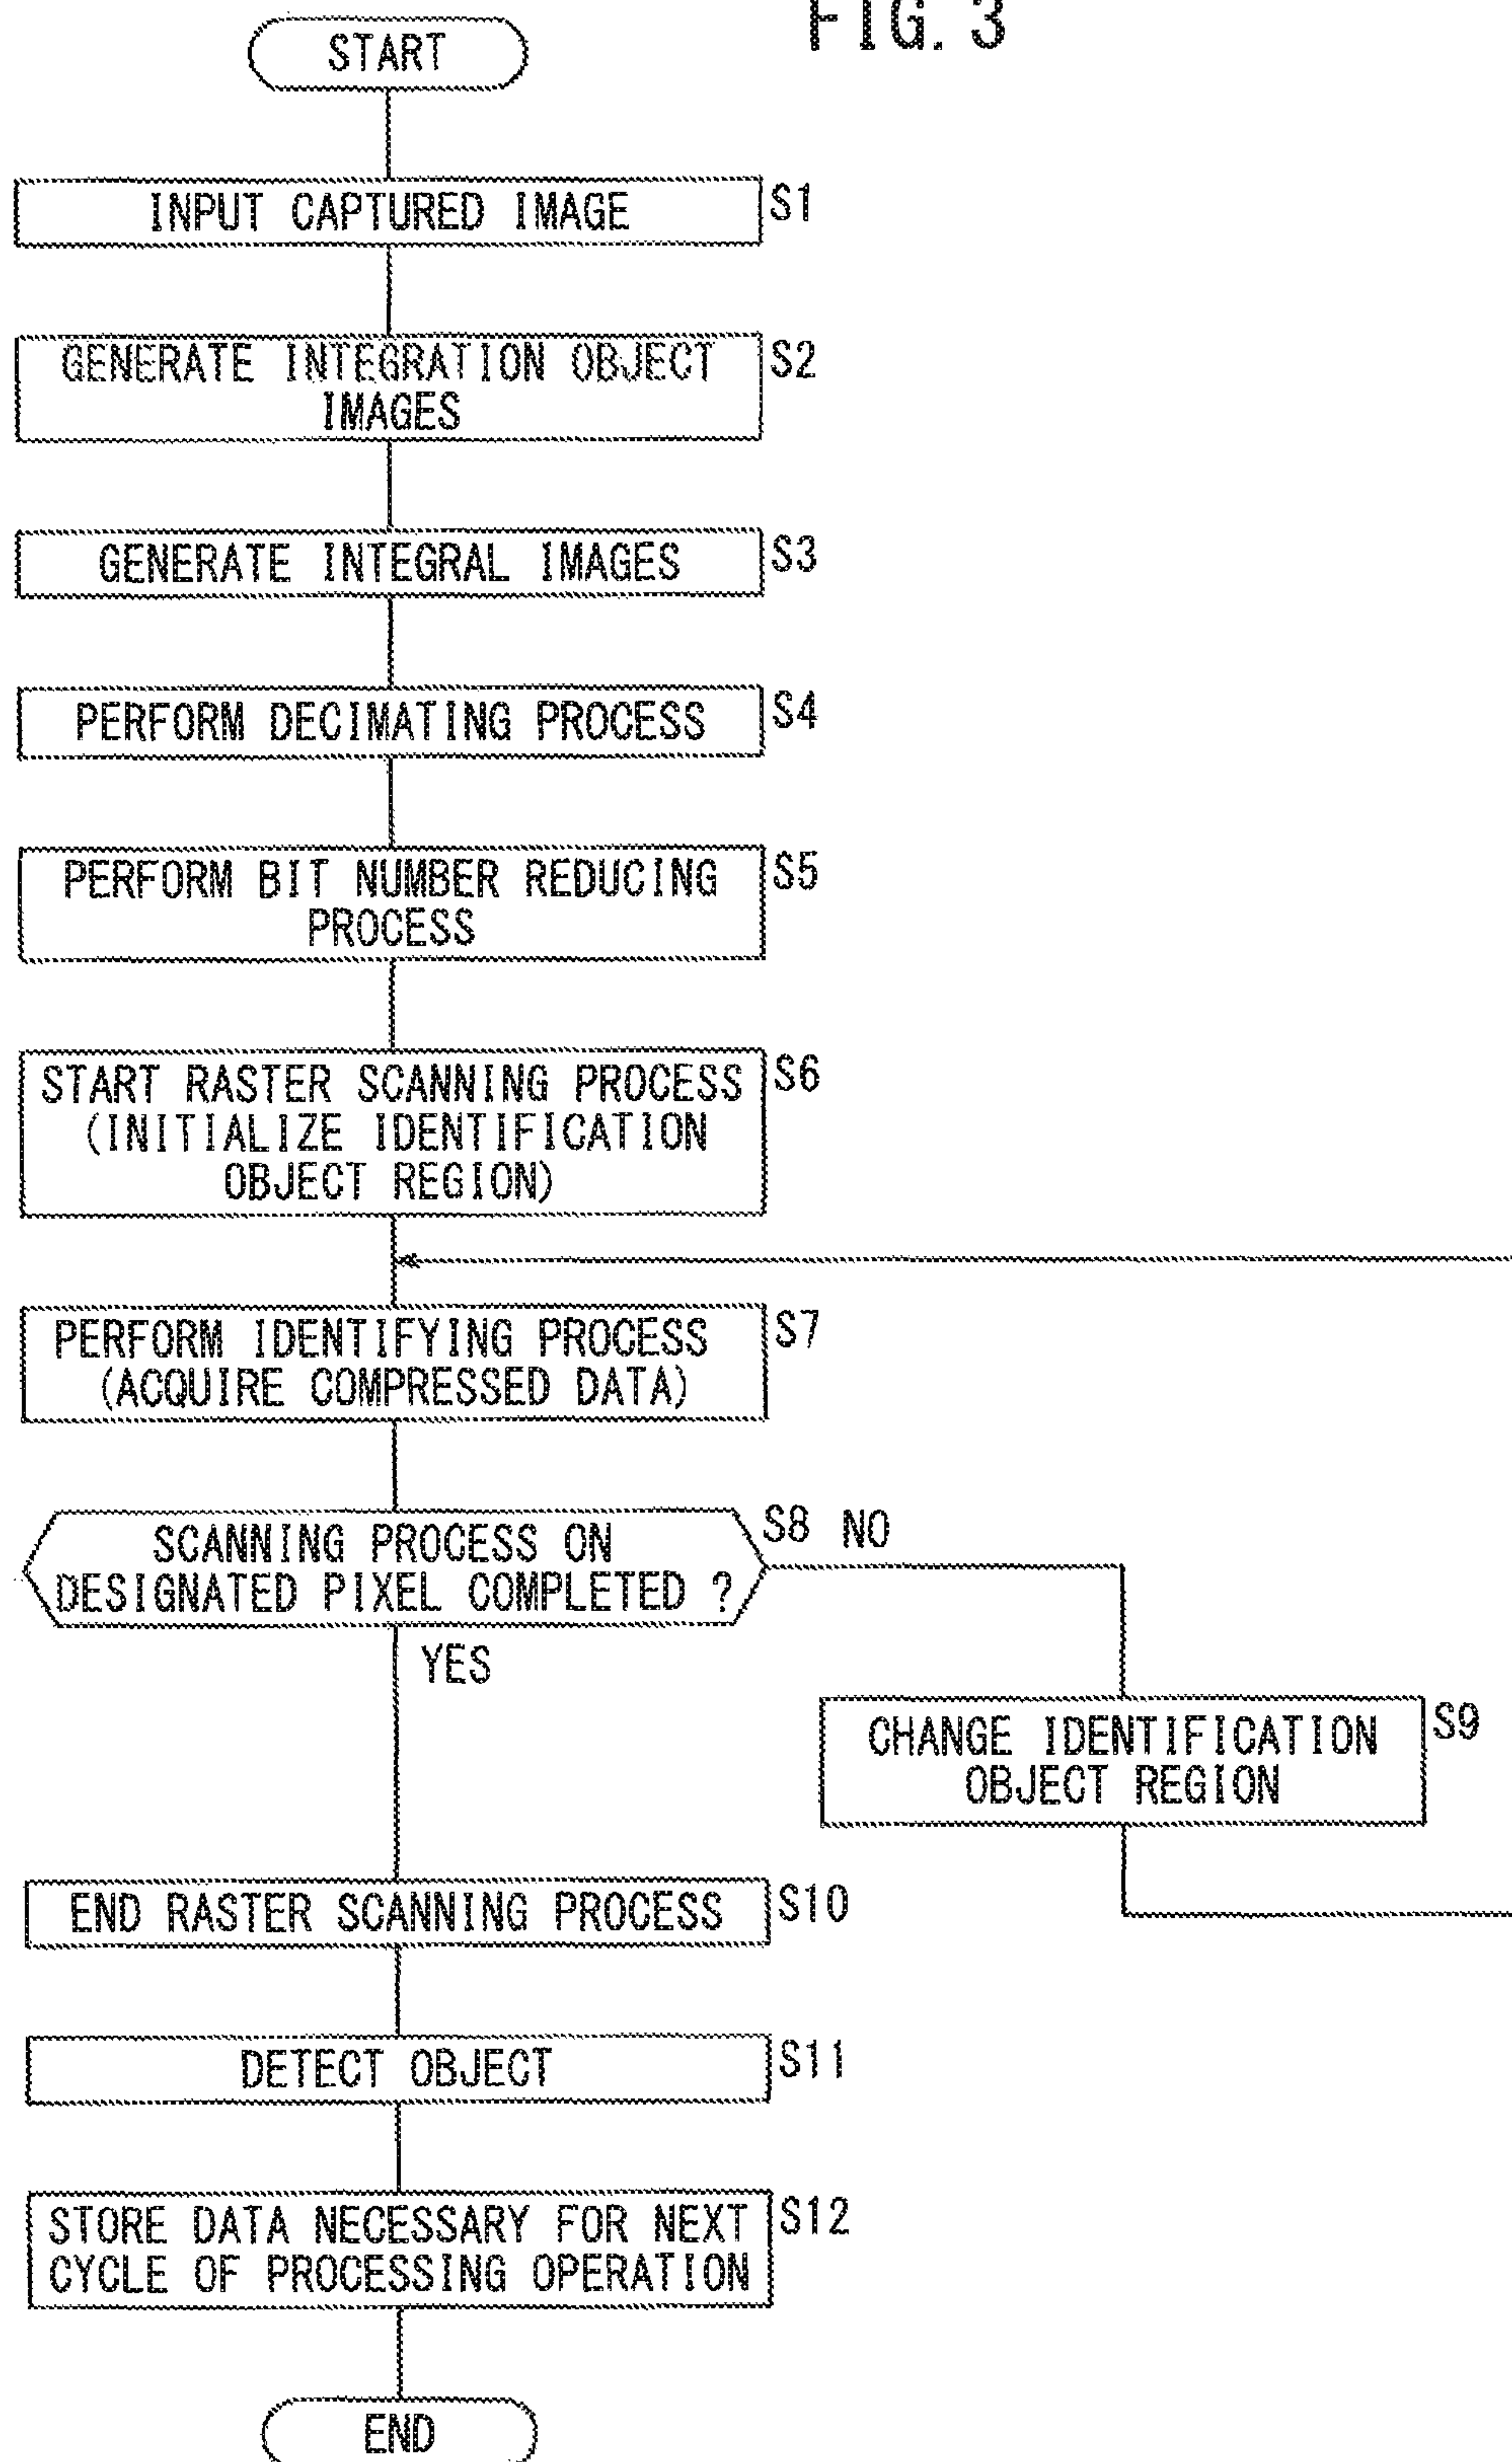 FIG. 3
START
INPUT CAPTURED IMAGE
S1
GENERATE INTEGRATION OBJECT
IMAGES
S2
GENERATE INTEGRAL IMAGES
S3
PERFORM DECIMATING PROCESS
S4
PERFORM BIT NUMBER REDUCING
PROCESS
S5
START RASTER SCANNING PROCESS
(INITIALIZE IDENTIFICATION
OBJECT REGION)
S6
PERFORM IDENTIFYING PROCESS
(ACQUIRE COMPRESSED DATA)
S7
SCANNING PROCESS ON
DESIGNATED PIXEL COMPLETED ?
S8 NO
YES
CHANGE IDENTIFICATION
OBJECT REGION
S9
END RASTER SCANNING PROCESS
S10
DETECT OBJECT
S11
STORE DATA NECESSARY FOR NEXT
CYCLE OF PROCESSING OPERATION
S12
END